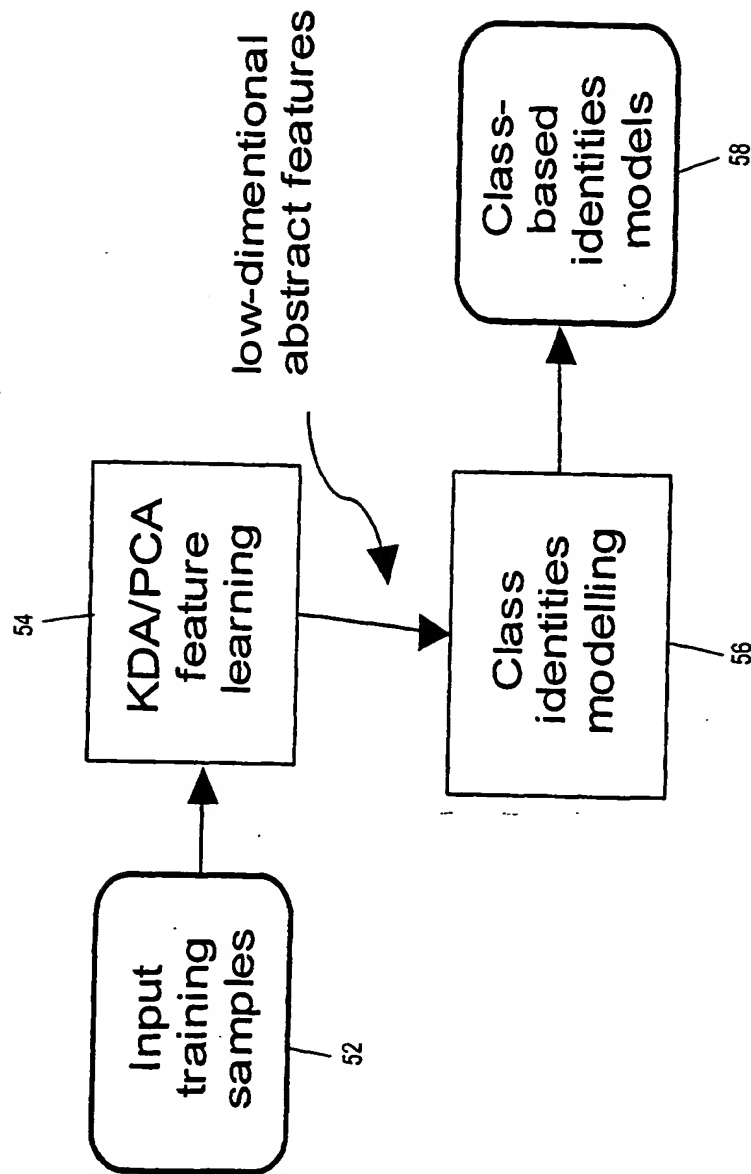 Input
training
samples
52
54
KDA/PCA
feature
learning
low-dimentional
abstract features
Class
identities
modelling
56
Class-
based
identities
models
58